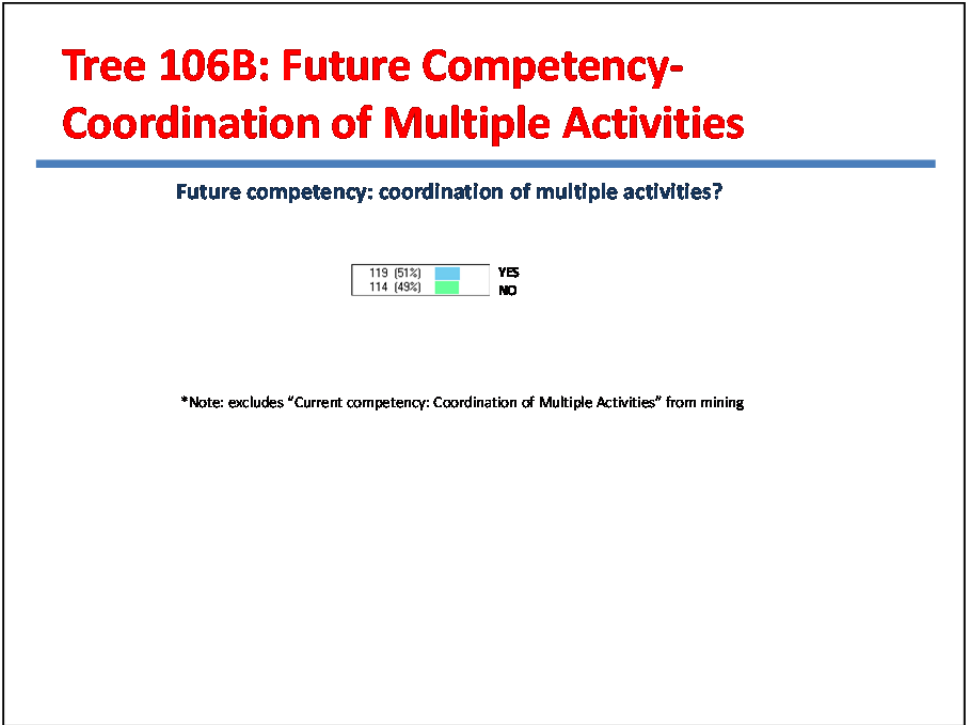 Tree 106B: Future Competency-
Coordination of Multiple Activities
Future competency: coordination of multiple activities?
119 (51%) YES
114 (49%) NO
*Note: excludes “Current competency: Coordination of Multiple Activities” from mining